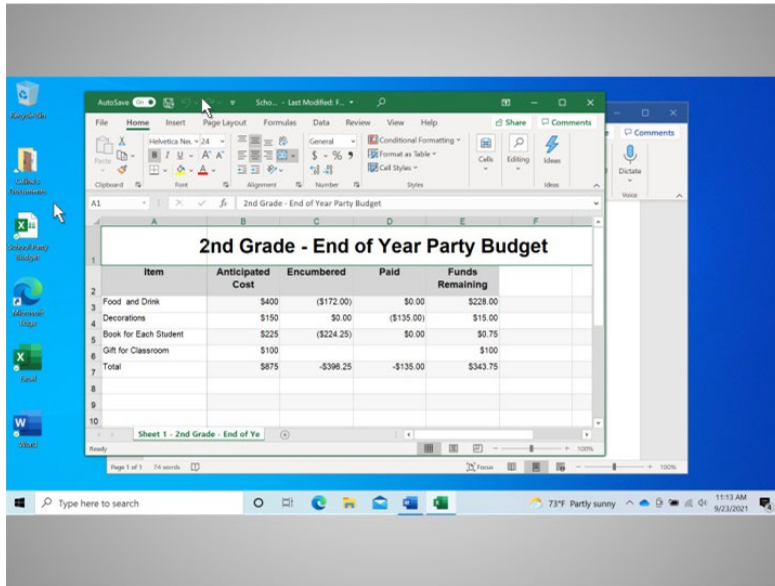 AutoSave On Scho... - Last Modified: F...
File Home Insert Page Layout Formulas Data Review View Help Share Comments
Comments
Paste
Helvetica Neu... 24
General
Conditional Formatting
B I U
$ % 9
Format as Table
Cell Styles
Cells
Editing
Ideas
Dictate
Clipboard Font Alignment Number Styles Ideas
Voice
A1 fx 2nd Grade - End of Year Party Budget
A B C D E F
1 2nd Grade - End of Year Party Budget
Item Anticipated Encumbered Paid Funds
2 Cost Remaining
3 Food and Drink $400 ($172.00) $0.00 $228.00
4 Decorations $150 $0.00 ($135.00) $15.00
5 Book for Each Student $225 ($224.25) $0.00 $0.75
6 Gift for Classroom $100 $100
7 Total $875 -$396.25 -$135.00 $343.75
8
9
10
Sheet 1 - 2nd Grade - End of Ye
Ready 100%
Page 1 of 1 74 words Focus 100%
Recycle Bin
Documents
School Party
Budget
Microsoft
Edge
Excel
Word
Type here to search
73°F Partly sunny
11:13 AM
9/23/2021